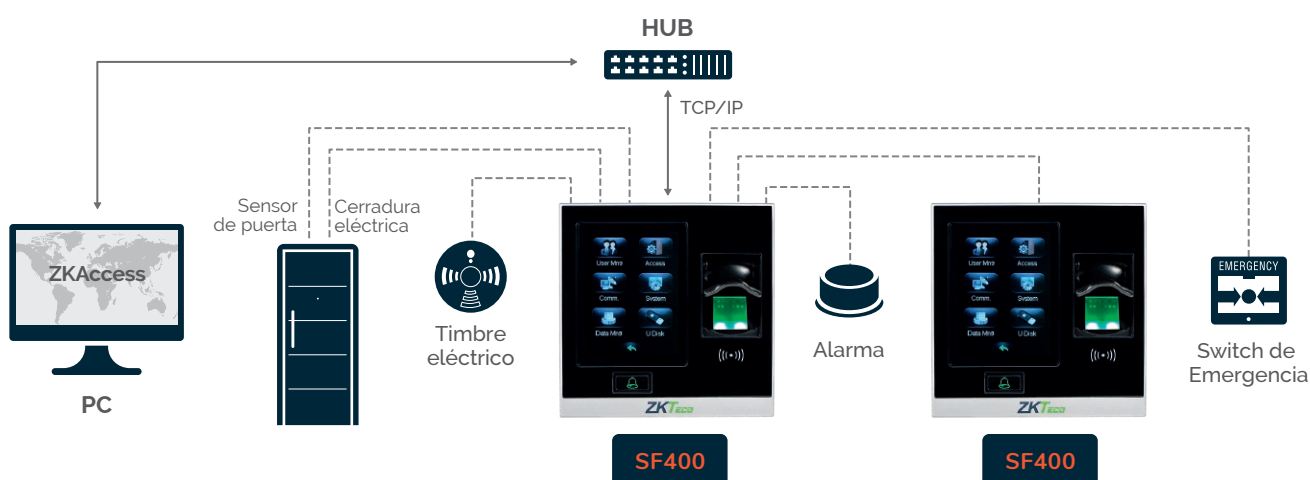 HUB
TCP/IP
Sensor
de puerta
Cerradura
eléctrica
ZKAccess
PC
Timbre
eléctrico
User Mng
Access
Comm.
System
Data Mng
U Disk
ZKTeco
SF400
Alarma
User Mng
Access
Comm.
System
Data Mng
U Disk
ZKTeco
SF400
EMERGENCY
Switch de
Emergencia